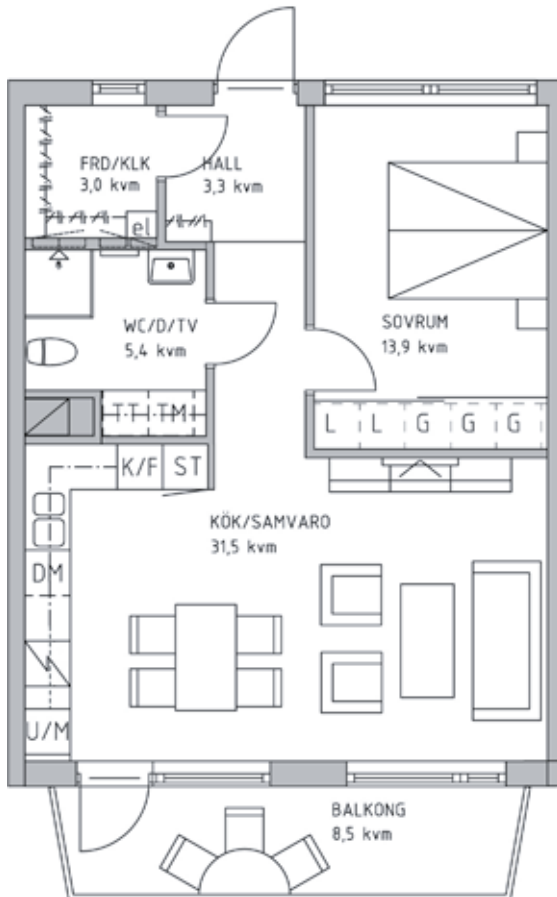 FRD/KLK
3,0 kvm
HALL
3,3 kvm
el
WC/D/TV
5,4 kvm
SOVRUM
13,9 kvm
TT TM
L L G G G
K/F ST
KÖK/SAMVARO
31,5 kvm
DM
U/M
BALKONG
8,5 kvm